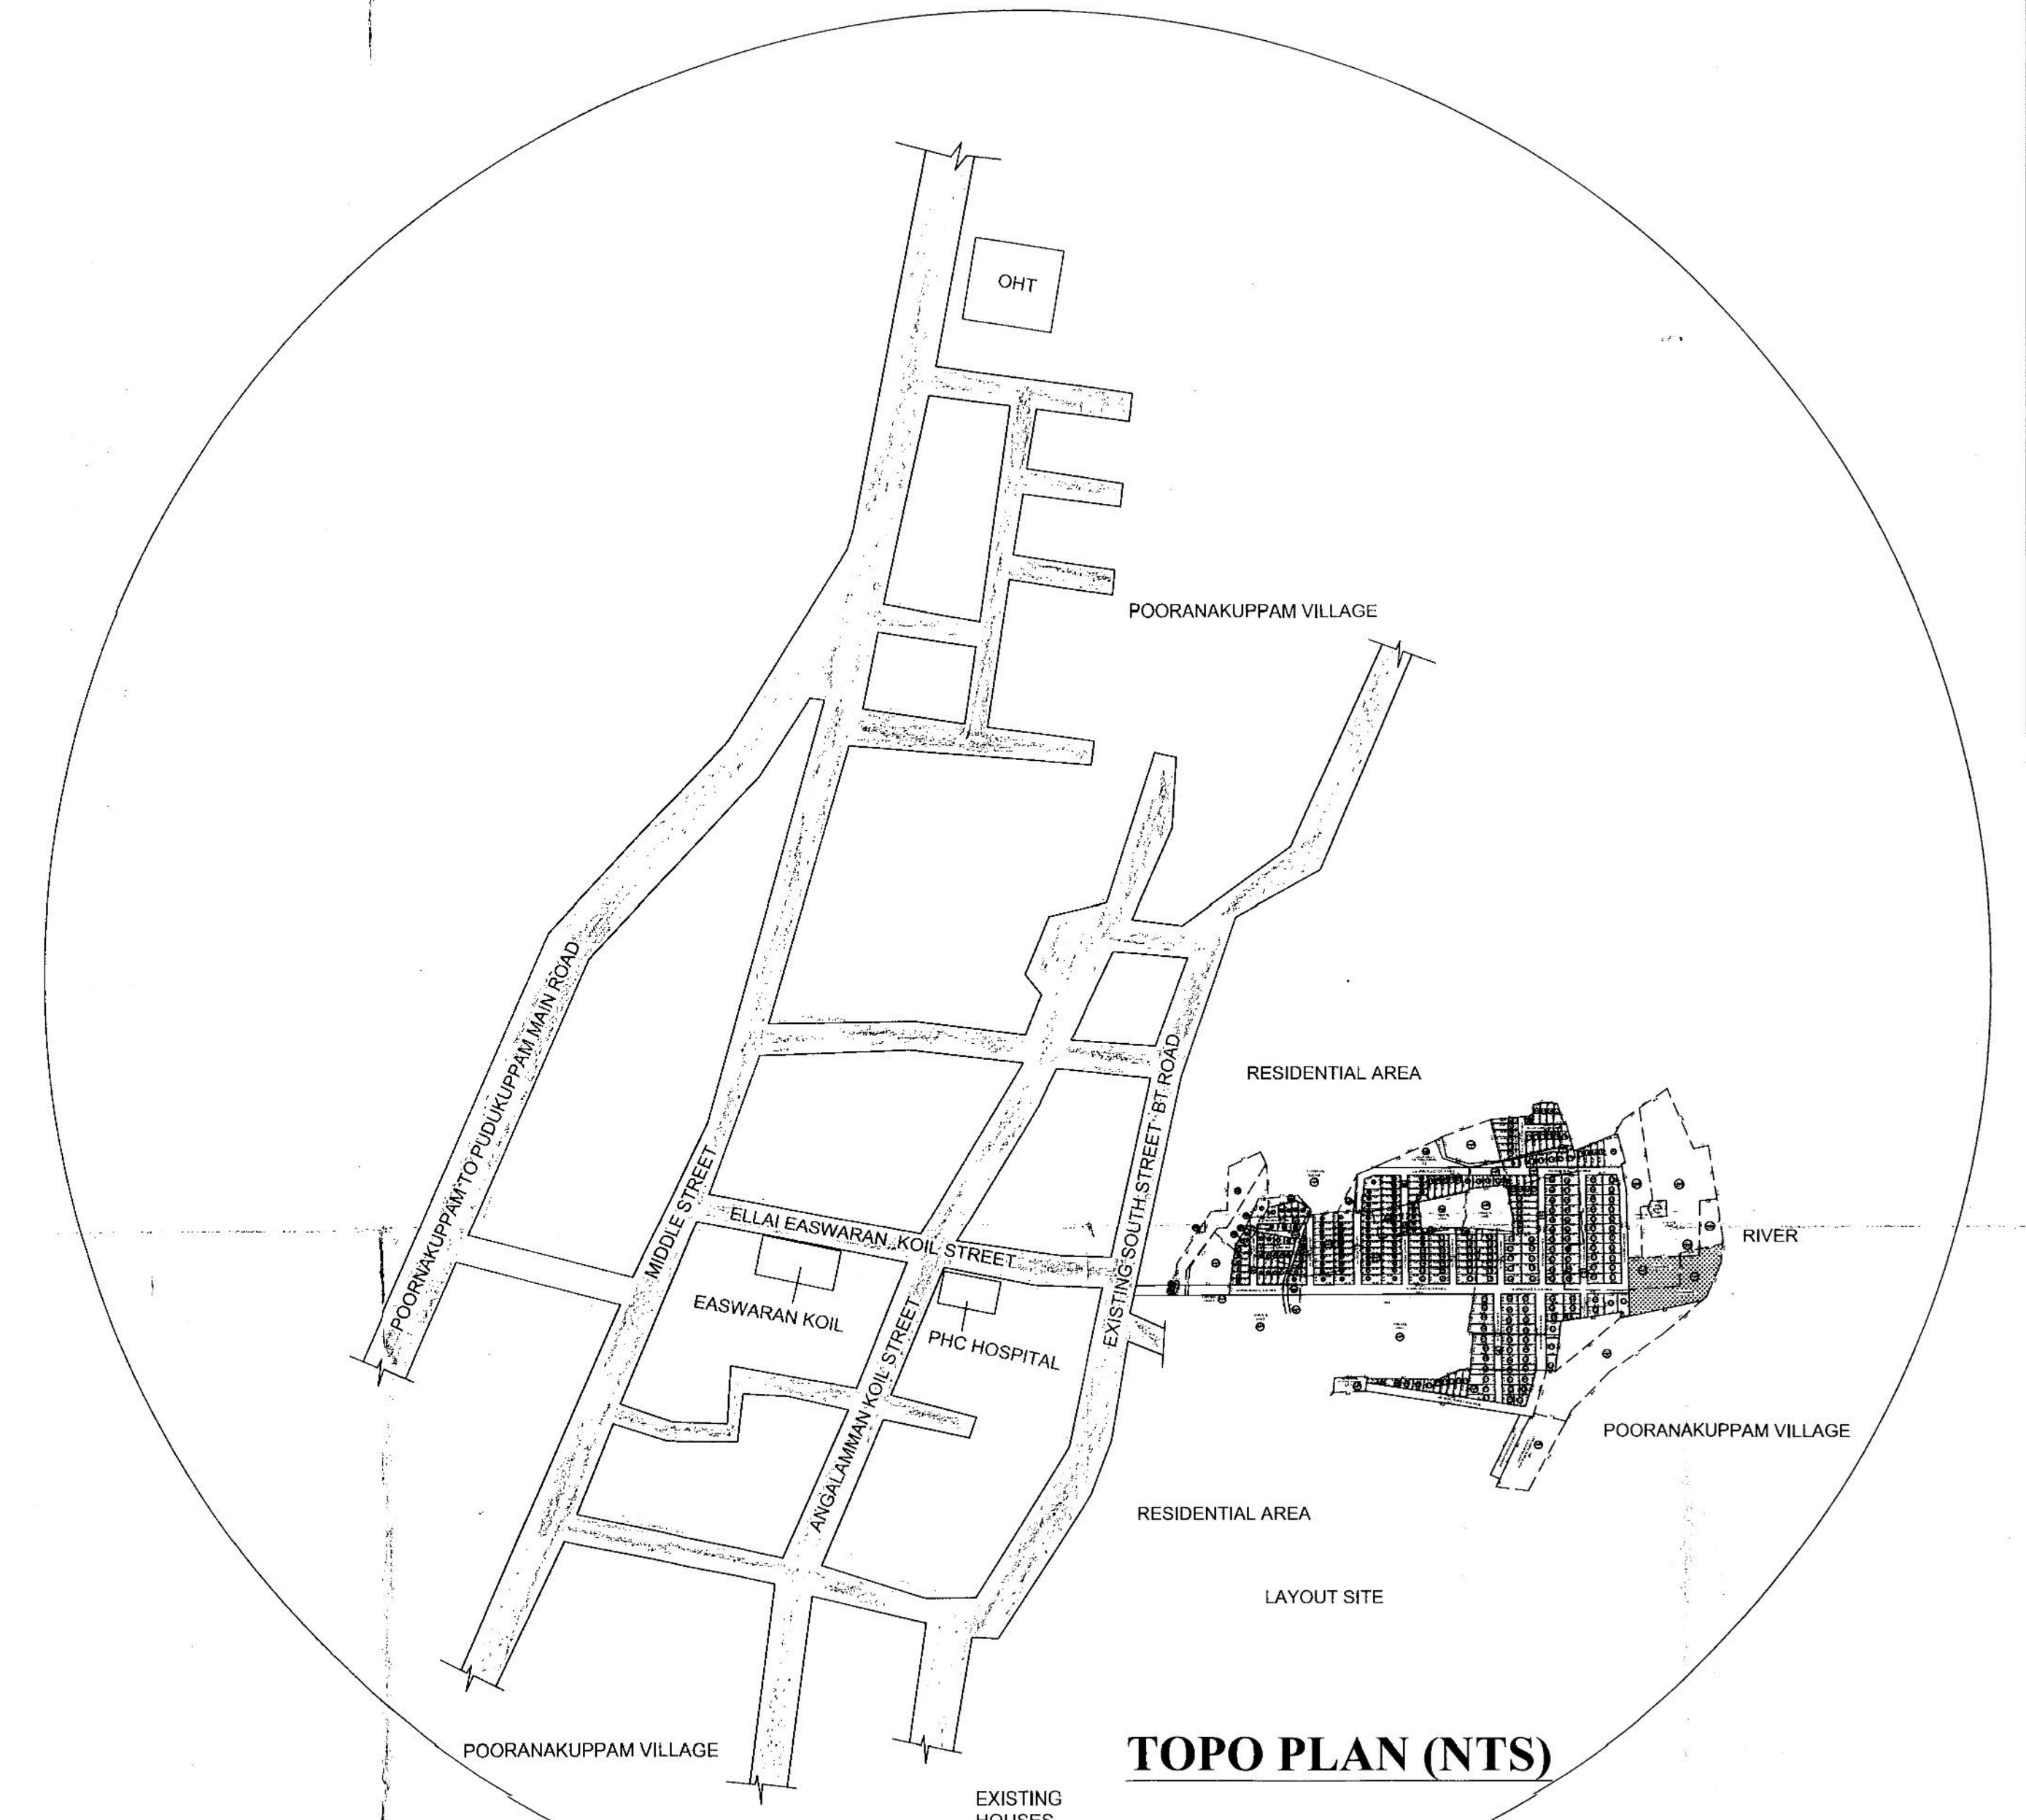 OHT
POORANAKUPPAM VILLAGE
POORNAKUPPAM TO PUDUKUPPAM MAIN ROAD
EXISTING SOUTH STREET BT ROAD
RESIDENTIAL AREA
MIDDLE STREET
ELLAI EASWARAN KOIL STREET
RIVER
EASWARAN KOIL
PHC HOSPITAL
ANGALAMMAN KOIL STREET
POORANAKUPPAM VILLAGE
RESIDENTIAL AREA
LAYOUT SITE
POORANAKUPPAM VILLAGE
TOPO PLAN (NTS)
EXISTING
HOUSES